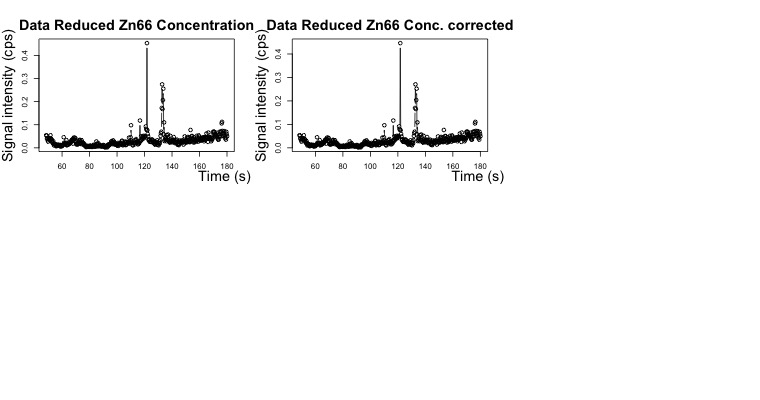 Data Reduced Zn66 Concentration
Signal intensity (cps)
0.0 0.1 0.2 0.3 0.4
60 80 100 120 140 160 180
Time (s)
Data Reduced Zn66 Conc. corrected
Signal intensity (cps)
0.0 0.1 0.2 0.3 0.4
60 80 100 120 140 160 180
Time (s)